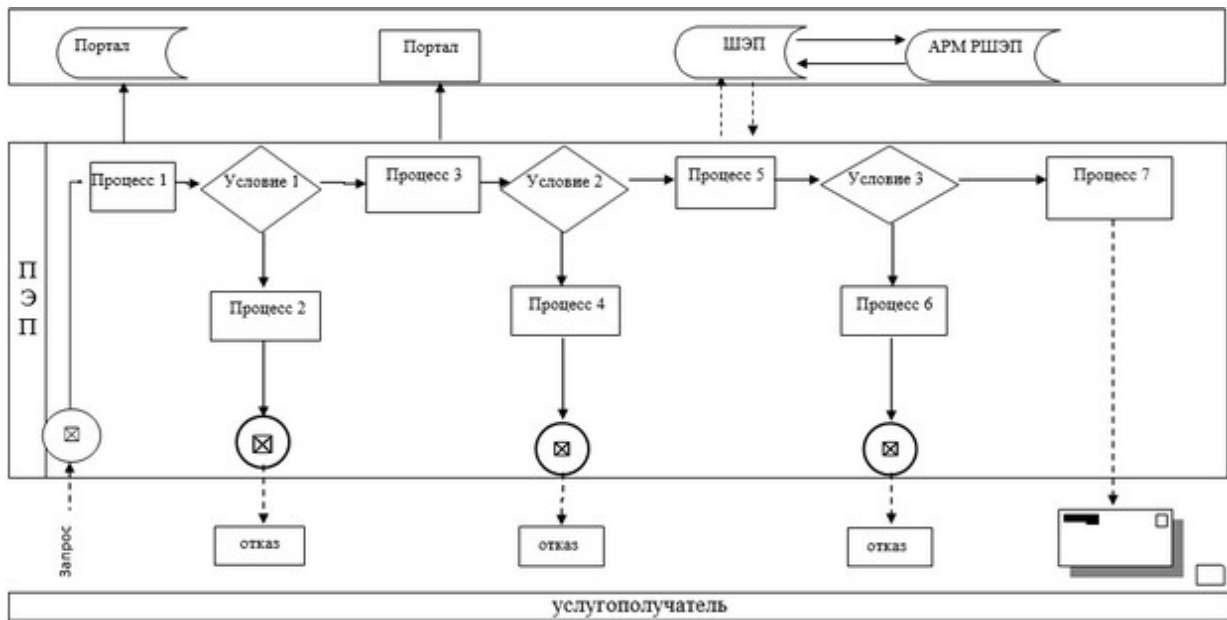 Портал
Портал
ШЭП
АРМ РШЭП
Процесс 1
Условие 1
Процесс 3
Условие 2
Процесс 5
Условие 3
Процесс 7
ПЭП
Процесс 2
Процесс 4
Процесс 6
Запрос
отказ
отказ
отказ
услугополучатель